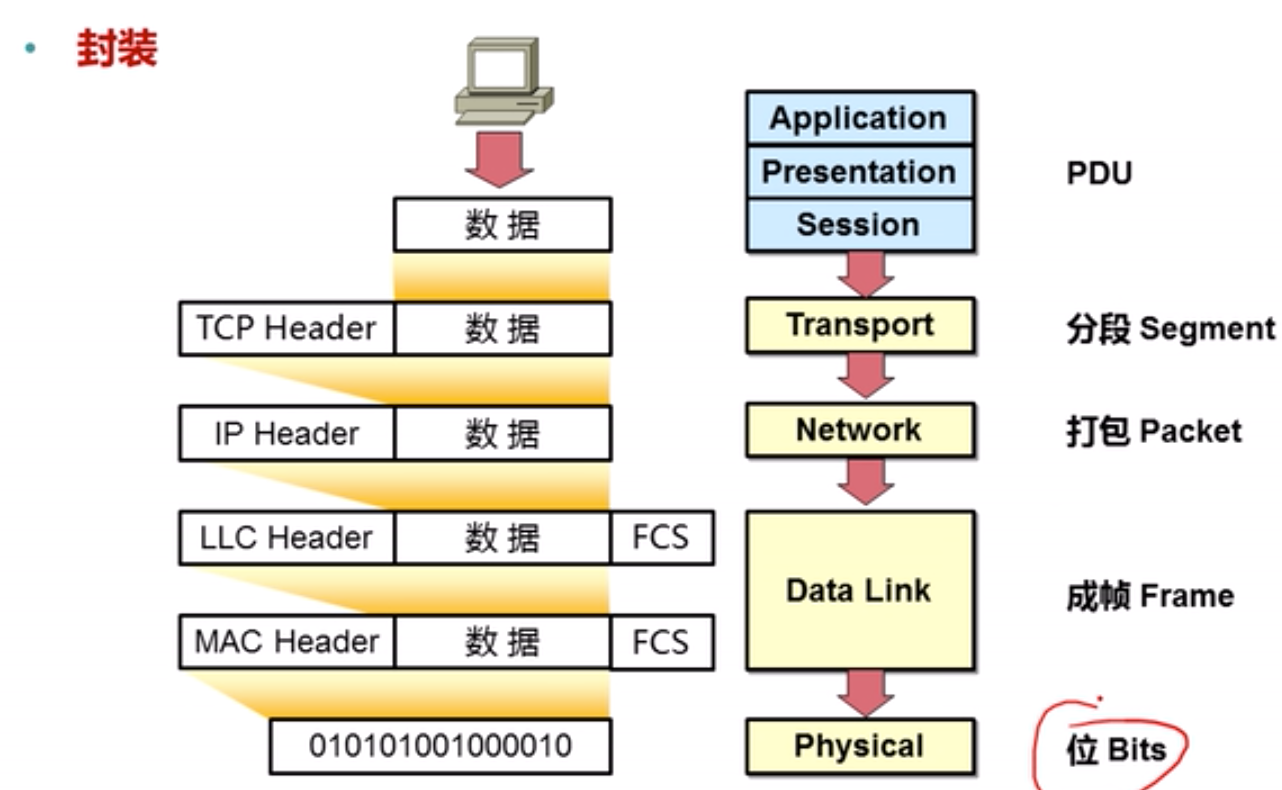 • 封装
Application
Presentation
PDU
数 据
Session
TCP Header
数 据
Transport
分段 Segment
IP Header
数 据
Network
打包 Packet
LLC Header
数 据
FCS
Data Link
成帧 Frame
MAC Header
数 据
FCS
010101001000010
Physical
位 Bits